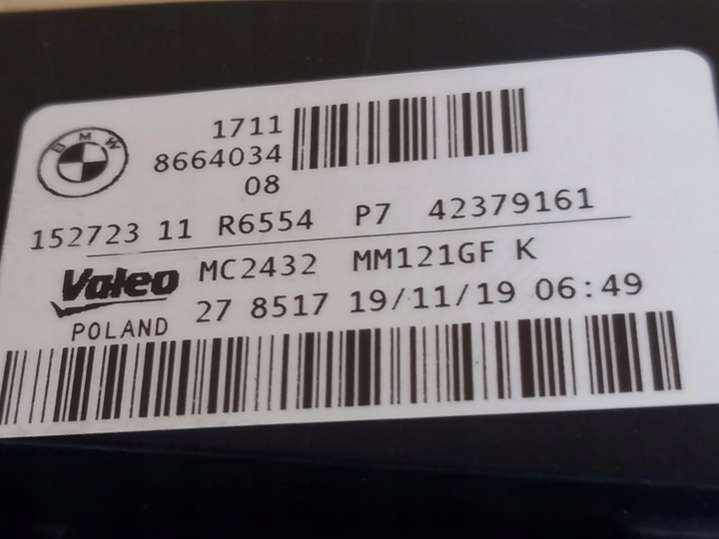 BMW
1711
8664034
08
152723 11 R6554 P7 42379161
Valeo MC2432 MM121GF K
POLAND 27 8517 19/11/19 06:49